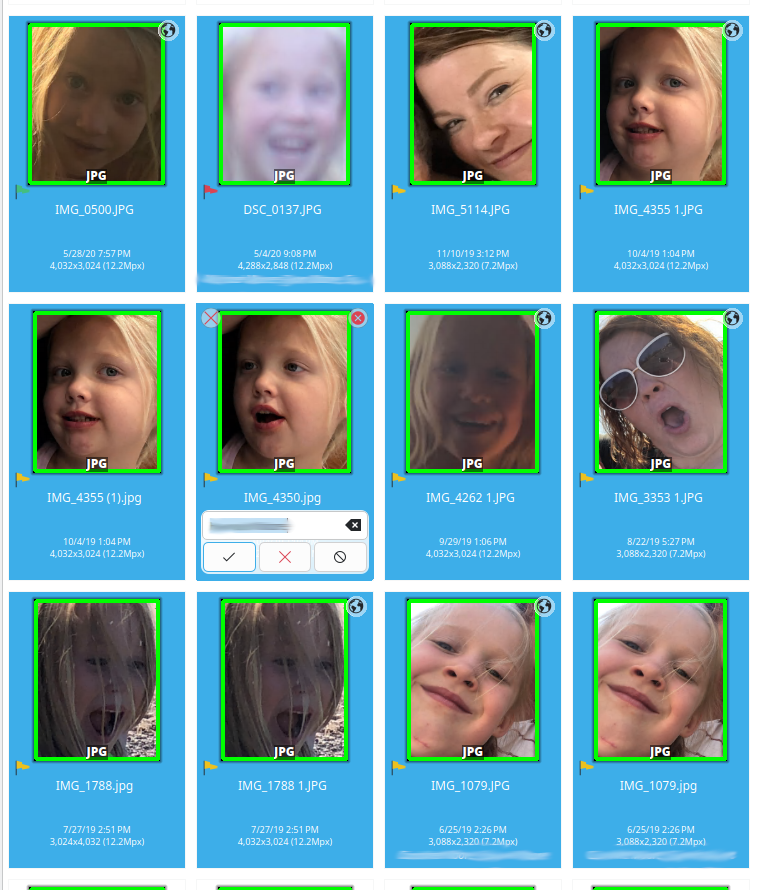 JPG
IMG_0500.JPG
5/28/20 7:57 PM
4,032x3,024 (12.2Mpx)
JPG
DSC_0137.JPG
5/4/20 9:08 PM
4,288x2,848 (12.2Mpx)
JPG
IMG_5114.JPG
11/10/19 3:12 PM
3,088x2,320 (7.2Mpx)
JPG
IMG_4355 1.JPG
10/4/19 1:04 PM
4,032x3,024 (12.2Mpx)
JPG
IMG_4355 (1).jpg
10/4/19 1:04 PM
4,032x3,024 (12.2Mpx)
JPG
IMG_4350.jpg
JPG
IMG_4262 1.JPG
9/29/19 1:06 PM
4,032x3,024 (12.2Mpx)
JPG
IMG_3353 1.JPG
8/22/19 5:27 PM
3,088x2,320 (7.2Mpx)
JPG
IMG_1788.jpg
7/27/19 2:51 PM
3,024x4,032 (12.2Mpx)
JPG
IMG_1788 1.JPG
7/27/19 2:51 PM
4,032x3,024 (12.2Mpx)
JPG
IMG_1079.JPG
6/25/19 2:26 PM
3,088x2,320 (7.2Mpx)
JPG
IMG_1079.jpg
6/25/19 2:26 PM
3,088x2,320 (7.2Mpx)